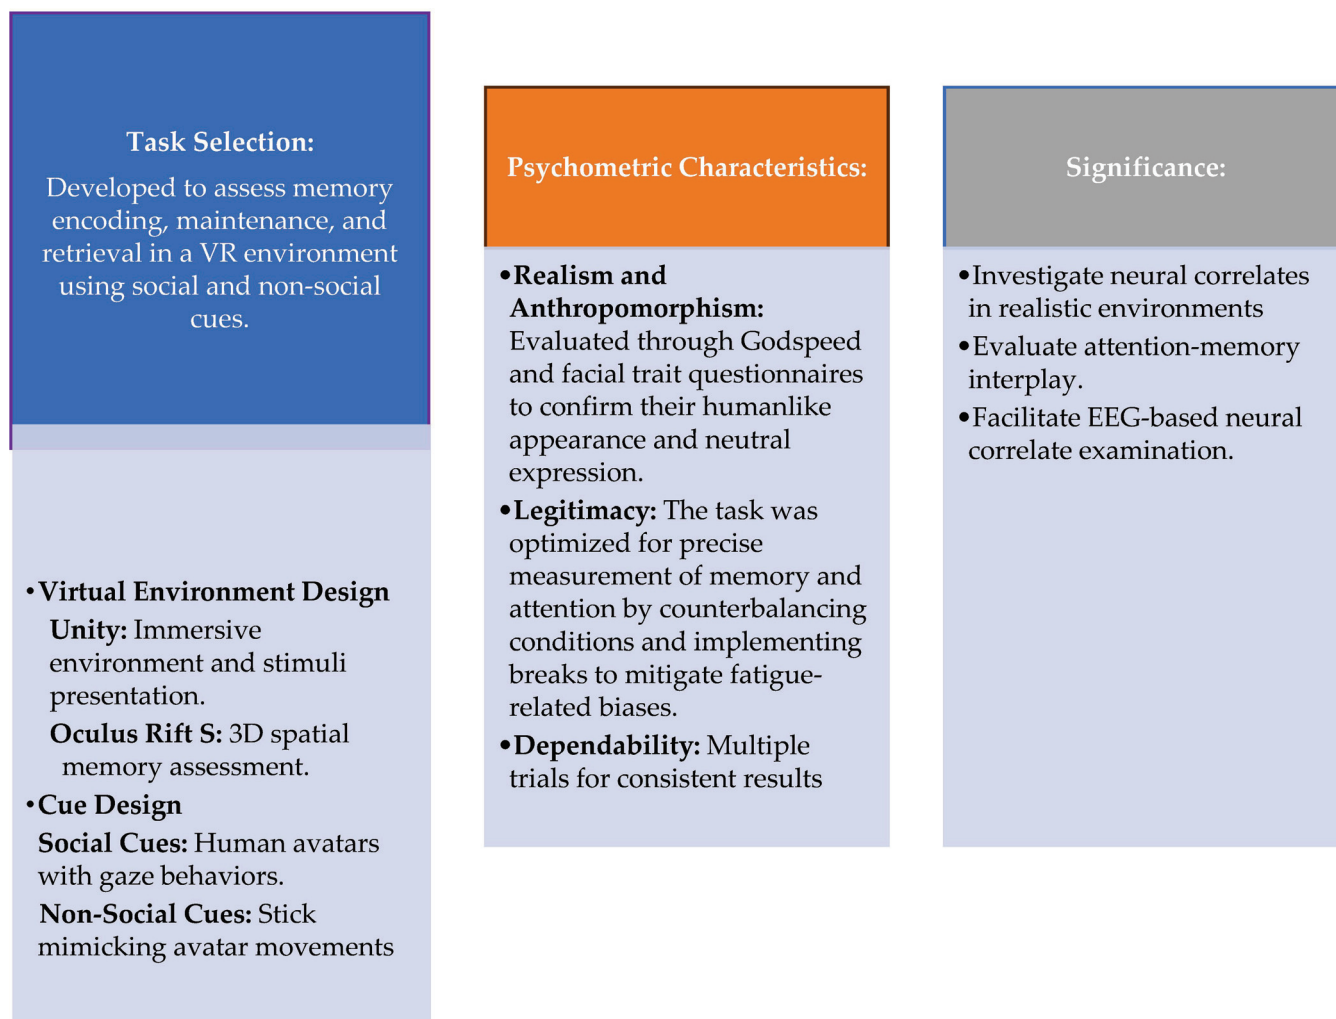 Task Selection:
Developed to assess memory
encoding, maintenance, and
retrieval in a VR environment
using social and non-social
cues.
•Virtual Environment Design
Unity: Immersive
environment and stimuli
presentation.
Oculus Rift S: 3D spatial
memory assessment.
•Cue Design
Social Cues: Human avatars
with gaze behaviors.
Non-Social Cues: Stick
mimicking avatar movements
Psychometric Characteristics:
•Realism and
Anthropomorphism:
Evaluated through Godspeed
and facial trait questionnaires
to confirm their humanlike
appearance and neutral
expression.
•Legitimacy: The task was
optimized for precise
measurement of memory and
attention by counterbalancing
conditions and implementing
breaks to mitigate fatigue-
related biases.
•Dependability: Multiple
trials for consistent results
Significance:
•Investigate neural correlates
in realistic environments
•Evaluate attention-memory
interplay.
•Facilitate EEG-based neural
correlate examination.